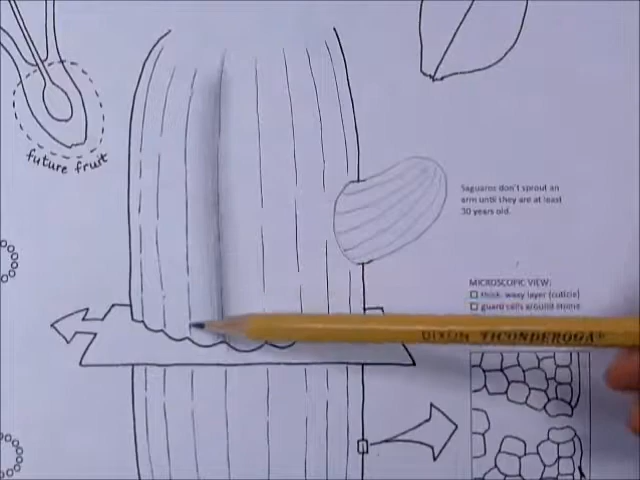 future fruit
Saguaros don't sprout an
arm until they are at least
30 years old.
MICROSCOPIC VIEW:
thick waxy layer (cuticle)
guard cells around stoma
DIXON TICONDEROGA®